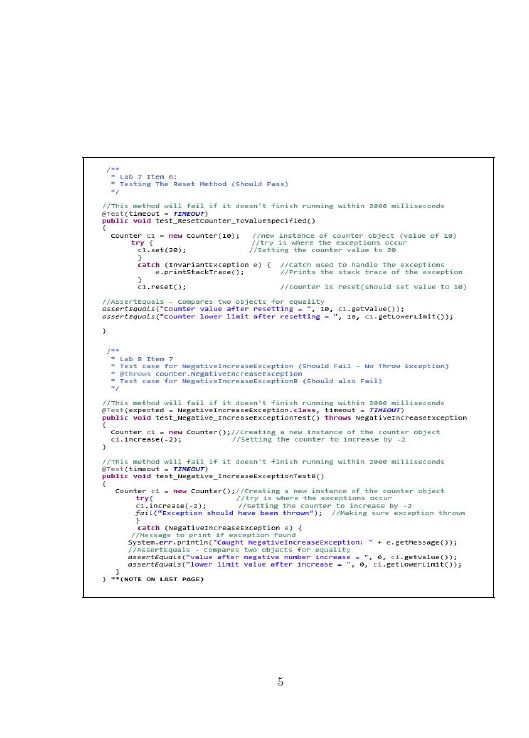 /**
* Lab 7 Item 6:
* Testing The Reset Method (Should Pass)
*/
//This method will fail if it doesn't finish running within 2000 milliseconds
@Test(timeout = TIMEOUT)
public void test_ResetCounter_ToValueSpecified()
{
Counter c1 = new Counter(10); //new instance of counter object (value of 10)
try { //try is where the exceptions occur
c1.set(20); //Setting the counter value to 20
}
catch (InvariantException e) { //catch used to handle the exceptions
e.printStackTrace(); //Prints the stack trace of the exception
}
c1.reset(); //counter is reset(should set value to 10)
//AssertEquals - Compares two objects for equality
assertEquals("Counter value after resetting = ", 10, c1.getValue());
assertEquals("Counter lower limit after resetting = ", 10, c1.getLowerLimit());
}
/**
* Lab 8 Item 7
* Test case for NegativeIncreaseException (Should Fail - No Throw Exception)
* @throws counter.NegativeIncreaseException
* Test case for NegativeIncreaseExceptionB (Should also Fail)
*/
//This method will fail if it doesn't finish running within 2000 milliseconds
@Test(expected = NegativeIncreaseException.class, timeout = TIMEOUT)
public void test_Negative_IncreaseExceptionTest() throws NegativeIncreaseException
{
Counter c1 = new Counter();//Creating a new instance of the counter object
c1.increase(-2); //Setting the counter to increase by -2
}
//This method will fail if it doesn't finish running within 2000 milliseconds
@Test(timeout = TIMEOUT)
public void test_Negative_IncreaseExceptionTestB()
{
Counter c1 = new Counter();//Creating a new instance of the counter object
try{ //try is where the exceptions occur
c1.increase(-2); //Setting the counter to increase by -2
fail("Exception should have been thrown"); //Making sure exception thrown
}
catch (NegativeIncreaseException e) {
//Message to print if exception found
System.err.println("Caught NegativeIncreaseException: " + e.getMessage());
//AssertEquals - Compares two objects for equality
assertEquals("value after negative number increase = ", 0, c1.getValue());
assertEquals("lower limit value after increase = ", 0, c1.getLowerLimit());
}
} **(NOTE ON LAST PAGE)
5